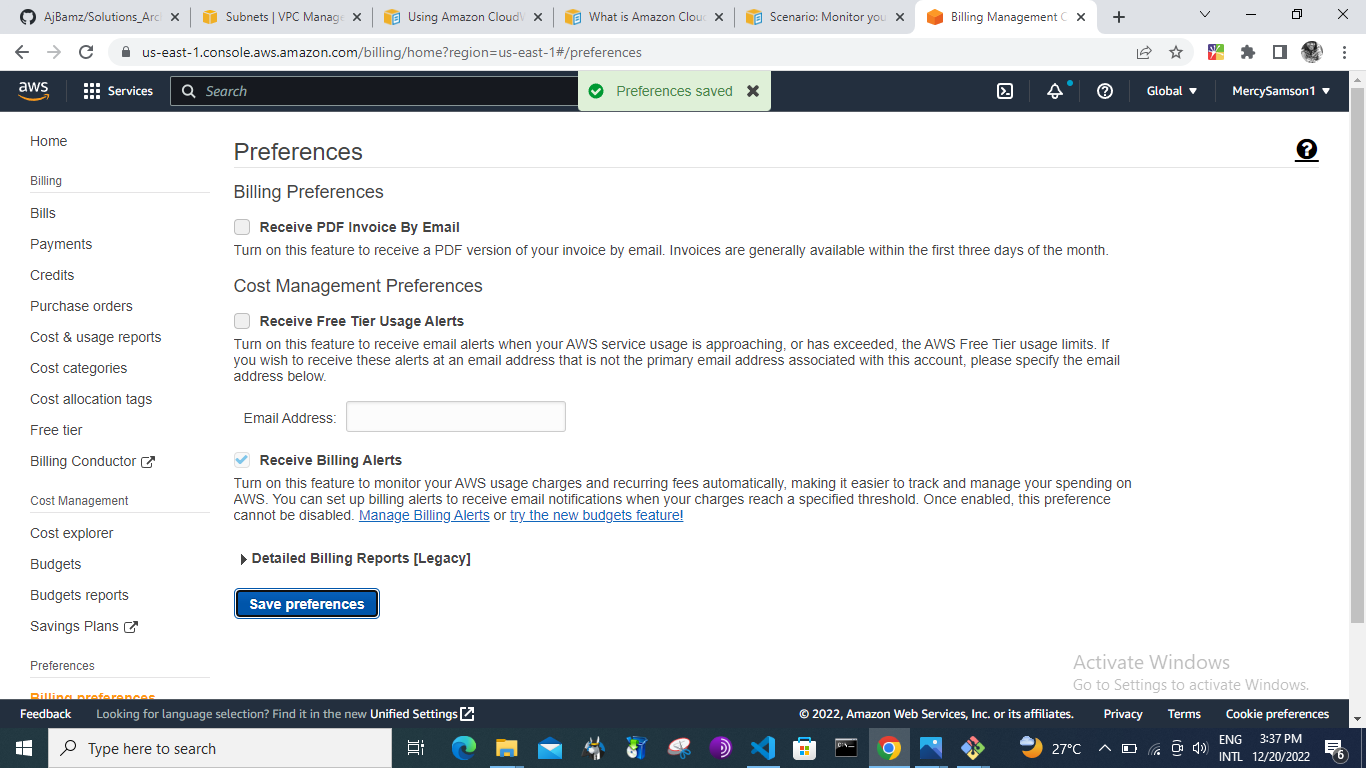 AjBamz/Solutions_Arc
Subnets | VPC Manage
Using Amazon CloudW
What is Amazon Clou
Scenario: Monitor you
Billing Management C
us-east-1.console.aws.amazon.com/billing/home?region=us-east-1#/preferences
aws
Services
Search
Preferences saved
Global
MercySamson1
Home
Billing
Bills
Payments
Credits
Purchase orders
Cost & usage reports
Cost categories
Cost allocation tags
Free tier
Billing Conductor
Cost Management
Cost explorer
Budgets
Budgets reports
Savings Plans
Preferences
Billing preferences
Preferences
Billing Preferences
Receive PDF Invoice By Email
Turn on this feature to receive a PDF version of your invoice by email. Invoices are generally available within the first three days of the month.
Cost Management Preferences
Receive Free Tier Usage Alerts
Turn on this feature to receive email alerts when your AWS service usage is approaching, or has exceeded, the AWS Free Tier usage limits. If
you wish to receive these alerts at an email address that is not the primary email address associated with this account, please specify the email
address below.
Email Address:
Receive Billing Alerts
Turn on this feature to monitor your AWS usage charges and recurring fees automatically, making it easier to track and manage your spending on
AWS. You can set up billing alerts to receive email notifications when your charges reach a specified threshold. Once enabled, this preference
cannot be disabled. Manage Billing Alerts or try the new budgets feature!
Detailed Billing Reports [Legacy]
Save preferences
Activate Windows
Go to Settings to activate Windows.
Feedback
Looking for language selection? Find it in the new Unified Settings
© 2022, Amazon Web Services, Inc. or its affiliates.
Privacy
Terms
Cookie preferences
Type here to search
27°C
ENG
INTL
3:37 PM
12/20/2022
6